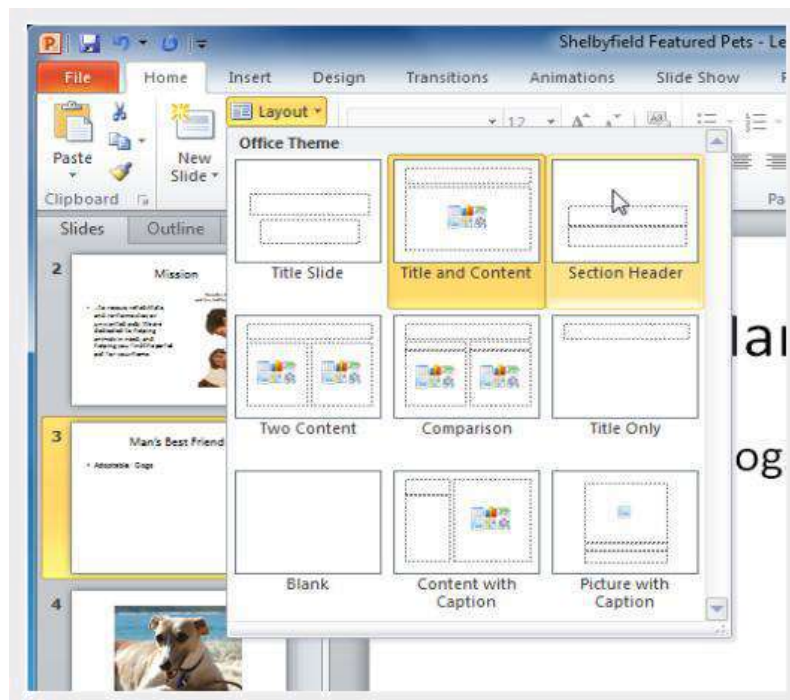 Shelbyfield Featured Pets - Le
File Home Insert Design Transitions Animations Slide Show
Layout
12
Paste
New
Slide
Clipboard
Slides Outline
Office Theme
Title Slide Title and Content Section Header
Two Content Comparison Title Only
Blank Content with Caption Picture with Caption
2
Mission
3
Man's Best Friend
Adoptable Dogs
4
Pa
lar
og